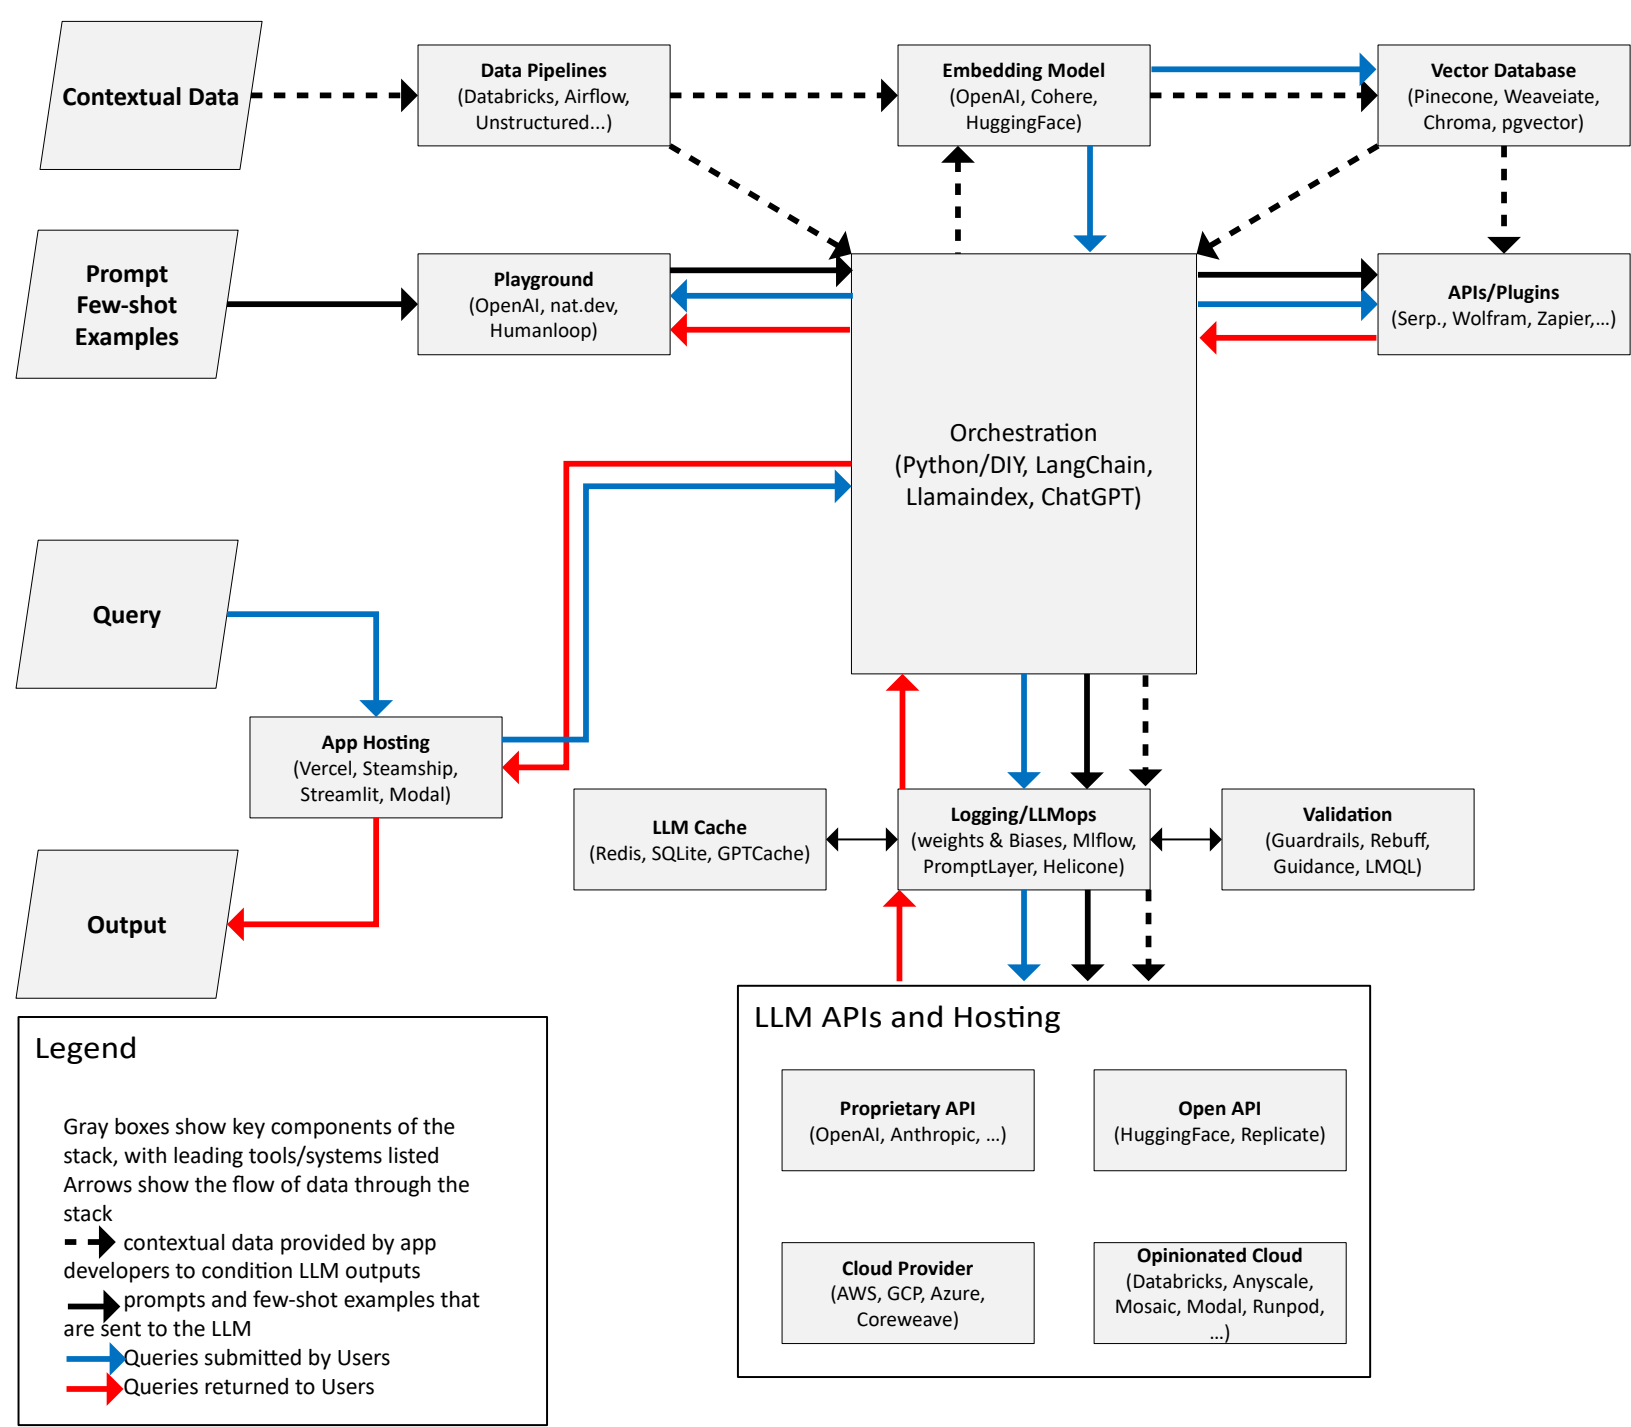 Contextual Data
Data Pipelines
(Databricks, Airflow,
Unstructured...)
Embedding Model
(OpenAI, Cohere,
HuggingFace)
Vector Database
(Pinecone, Weaveiate,
Chroma, pgvector)
Prompt
Few-shot
Examples
Playground
(OpenAI, nat.dev,
Humanloop)
APIs/Plugins
(Serp., Wolfram, Zapier,...)
Orchestration
(Python/DIY, LangChain,
Llamaindex, ChatGPT)
Query
App Hosting
(Vercel, Steamship,
Streamlit, Modal)
LLM Cache
(Redis, SQLite, GPTCache)
Logging/LLMops
(weights & Biases, Mlflow,
PromptLayer, Helicone)
Validation
(Guardrails, Rebuff,
Guidance, LMQL)
Output
LLM APIs and Hosting
Proprietary API
(OpenAI, Anthropic, ...)
Open API
(HuggingFace, Replicate)
Cloud Provider
(AWS, GCP, Azure,
Coreweave)
Opinionated Cloud
(Databricks, Anyscale,
Mosaic, Modal, Runpod,
...)
Legend
Gray boxes show key components of the
stack, with leading tools/systems listed
Arrows show the flow of data through the
stack
contextual data provided by app
developers to condition LLM outputs
prompts and few-shot examples that
are sent to the LLM
Queries submitted by Users
Queries returned to Users